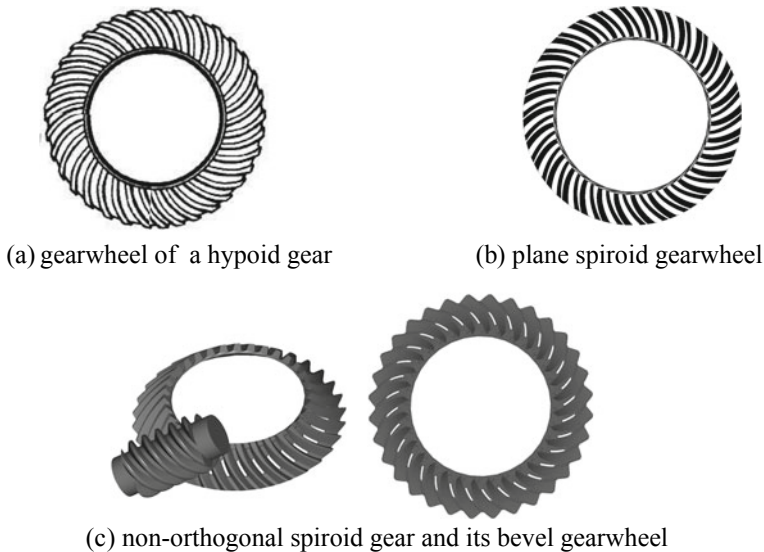 (a) gearwheel of a hypoid gear
(b) plane spiroid gearwheel
(c) non-orthogonal spiroid gear and its bevel gearwheel